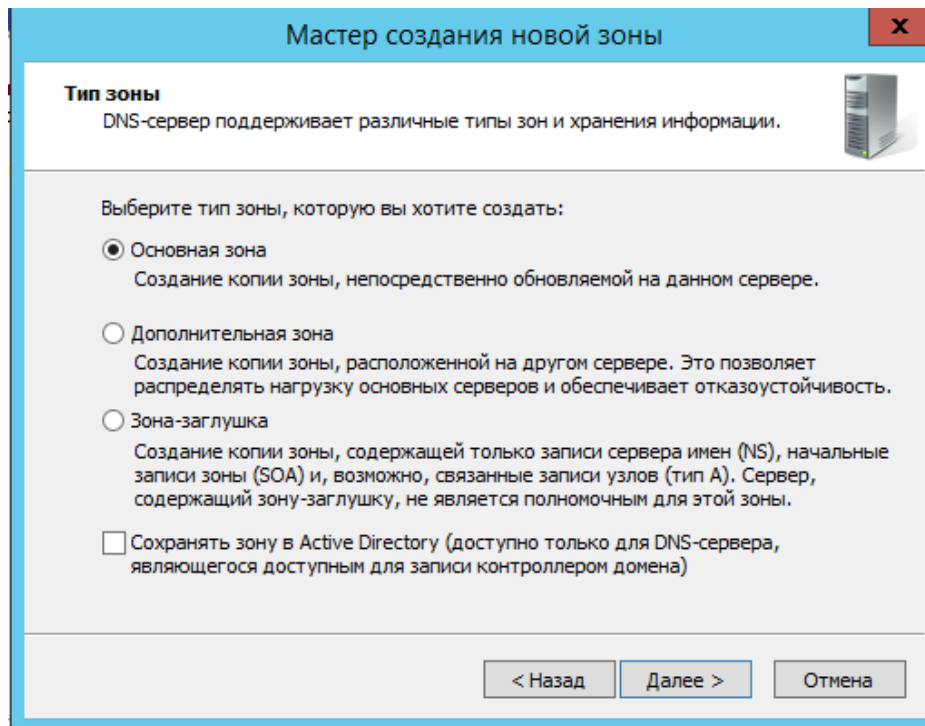 Мастер создания новой зоны
x
Тип зоны
DNS-сервер поддерживает различные типы зон и хранения информации.
Выберите тип зоны, которую вы хотите создать:
Основная зона
Создание копии зоны, непосредственно обновляемой на данном сервере.
Дополнительная зона
Создание копии зоны, расположенной на другом сервере. Это позволяет
распределять нагрузку основных серверов и обеспечивает отказоустойчивость.
Зона-заглушка
Создание копии зоны, содержащей только записи сервера имен (NS), начальные
записи зоны (SOA) и, возможно, связанные записи узлов (тип A). Сервер,
содержащий зону-заглушку, не является полномочным для этой зоны.
Сохранять зону в Active Directory (доступно только для DNS-сервера,
являющегося доступным для записи контроллером домена)
< Назад
Далее >
Отмена